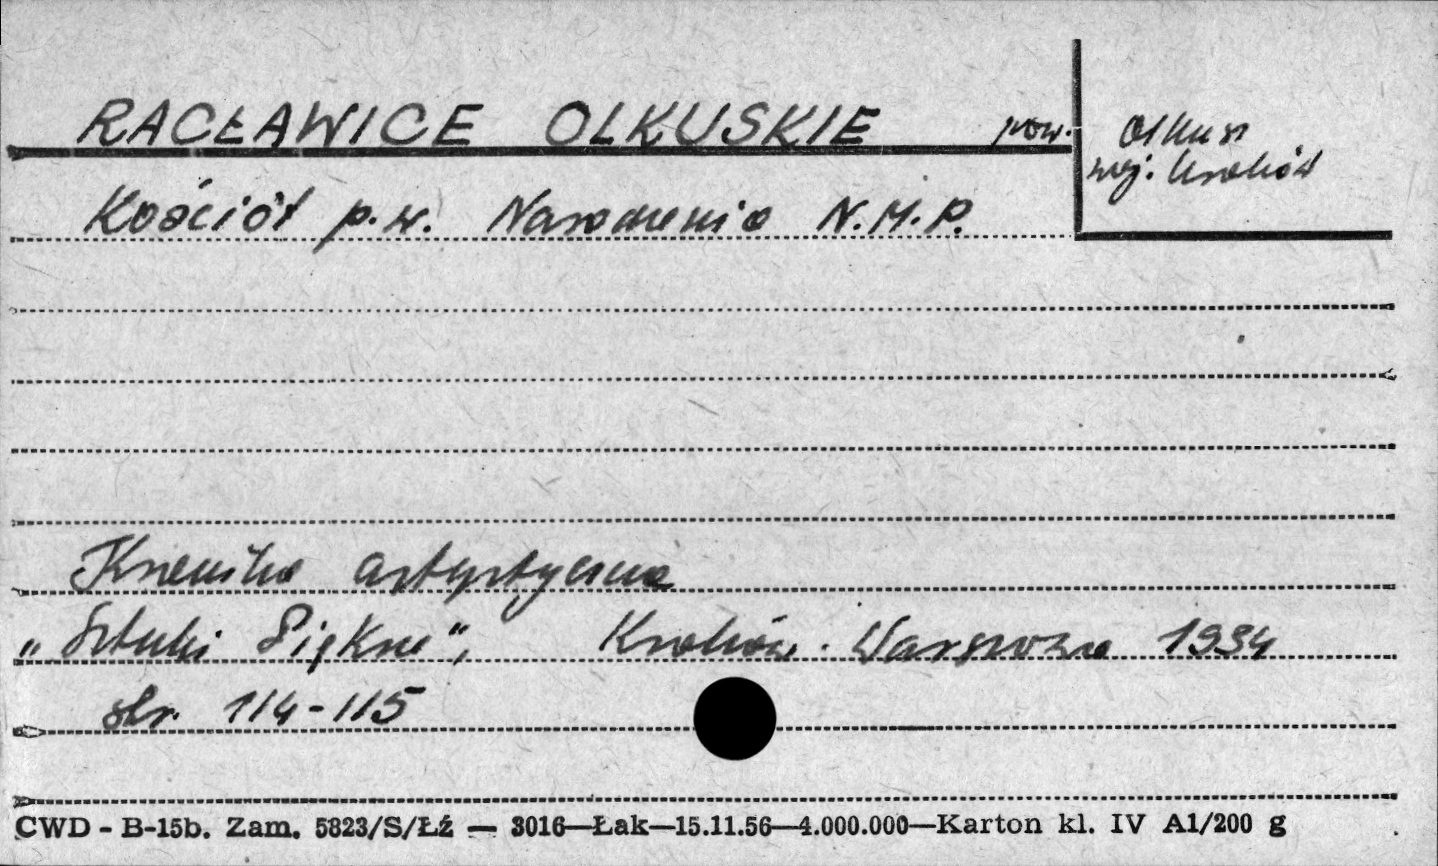 RACŁAWICE OLKUSKIE pow. Olkusz
woj. Kraków
Kościół p.w. Narodzenia N.M.P.
Kronika artystyczna
„Sztuki Piękne", Kraków - Warszawa 1934
str. 114-115
CWD - B-15b. Zam. 5823/S/Łź — 3016—Łak—15.11.56—4.000.000—Karton kl. IV A1/200 g